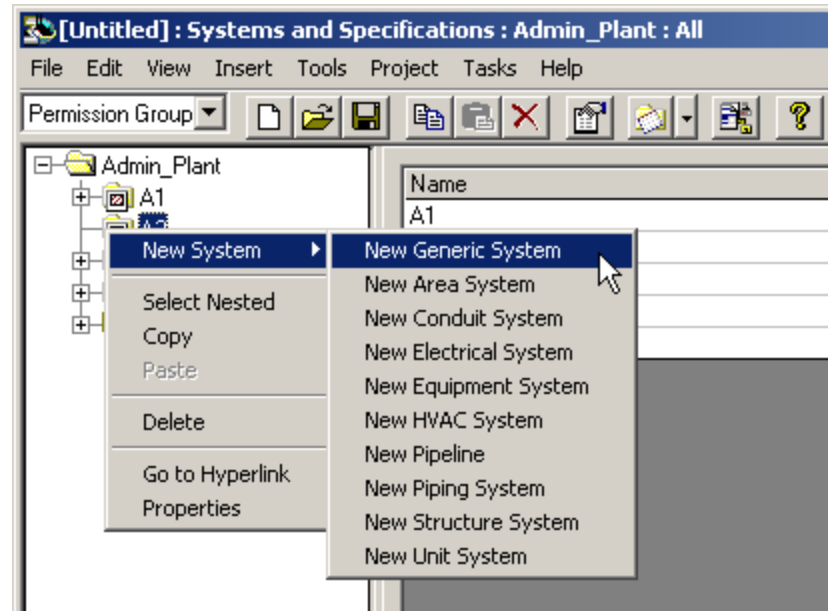 [Untitled] : Systems and Specifications : Admin_Plant : All
File Edit View Insert Tools Project Tasks Help
Permission Group
Admin_Plant
A1
Name
A1
New System
Select Nested
Copy
Paste
Delete
Go to Hyperlink
Properties
New Generic System
New Area System
New Conduit System
New Electrical System
New Equipment System
New HVAC System
New Pipeline
New Piping System
New Structure System
New Unit System